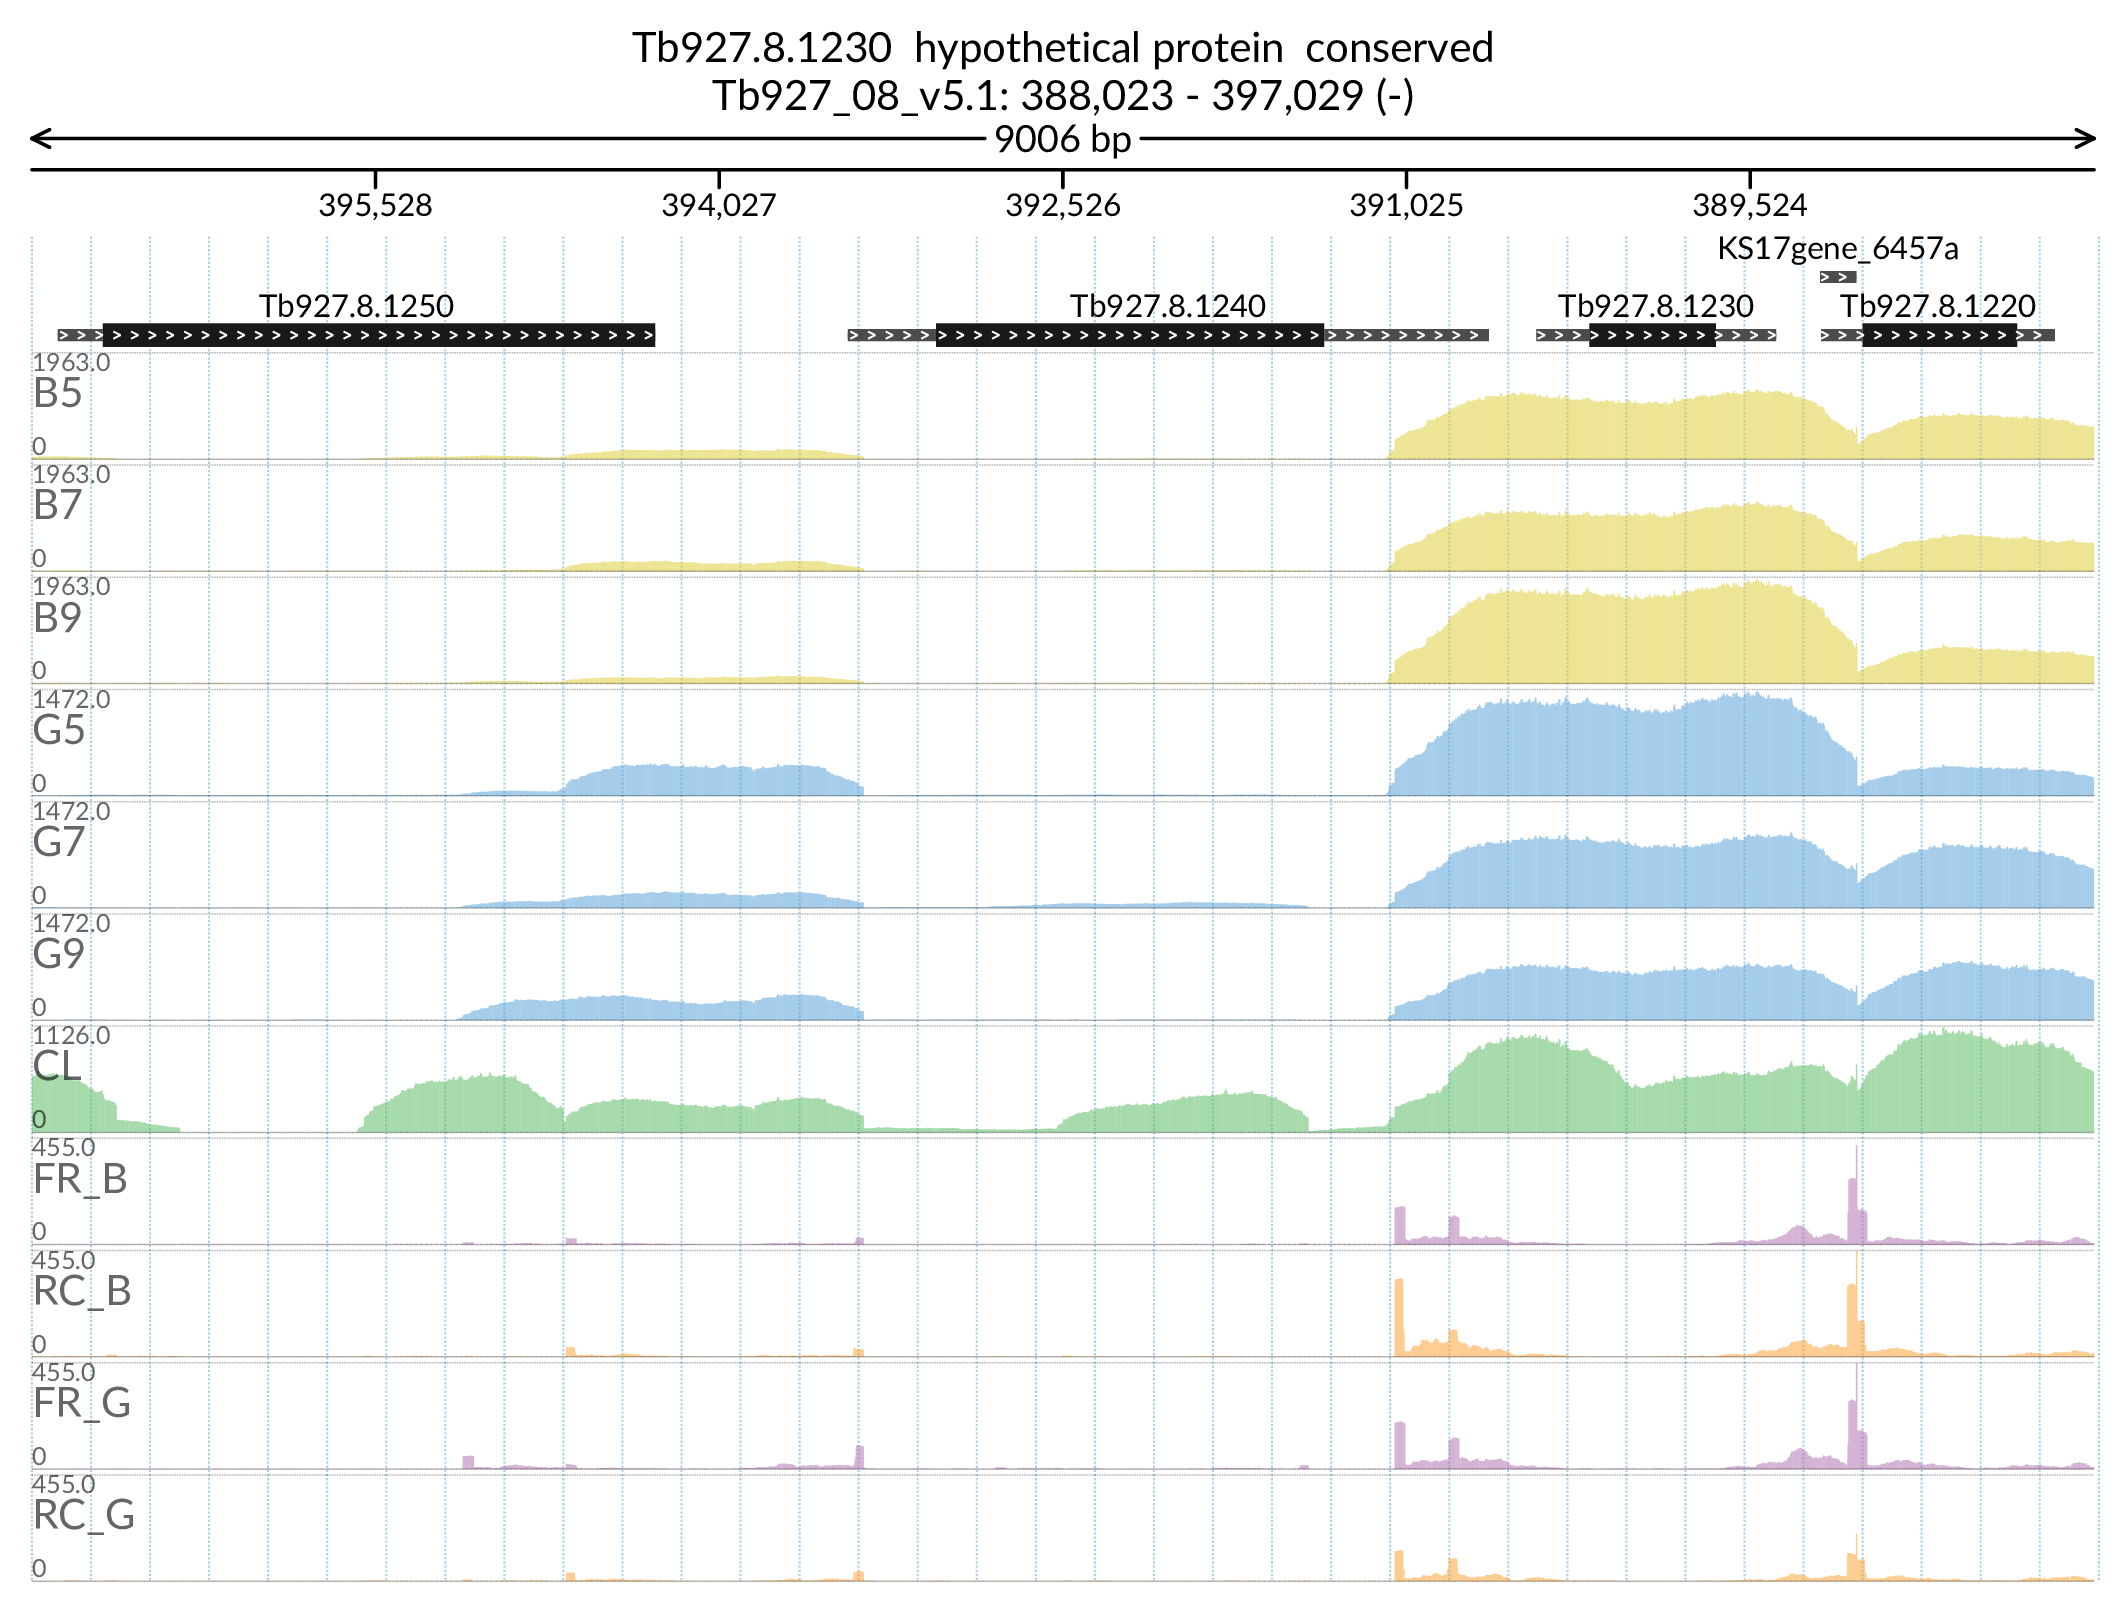 Tb927.8.1230 hypothetical protein conserved
Tb927_08_v5.1: 388,023 - 397,029 (-)
9006 bp
395,528 394,027 392,526 391,025 389,524
KS17gene_6457a
Tb927.8.1250 Tb927.8.1240 Tb927.8.1230 Tb927.8.1220
1963.0
B5
0
1963.0
B7
0
1963.0
B9
0
1472.0
G5
0
1472.0
G7
0
1472.0
G9
0
1126.0
CL
0
455.0
FR_B
0
455.0
RC_B
0
455.0
FR_G
0
455.0
RC_G
0